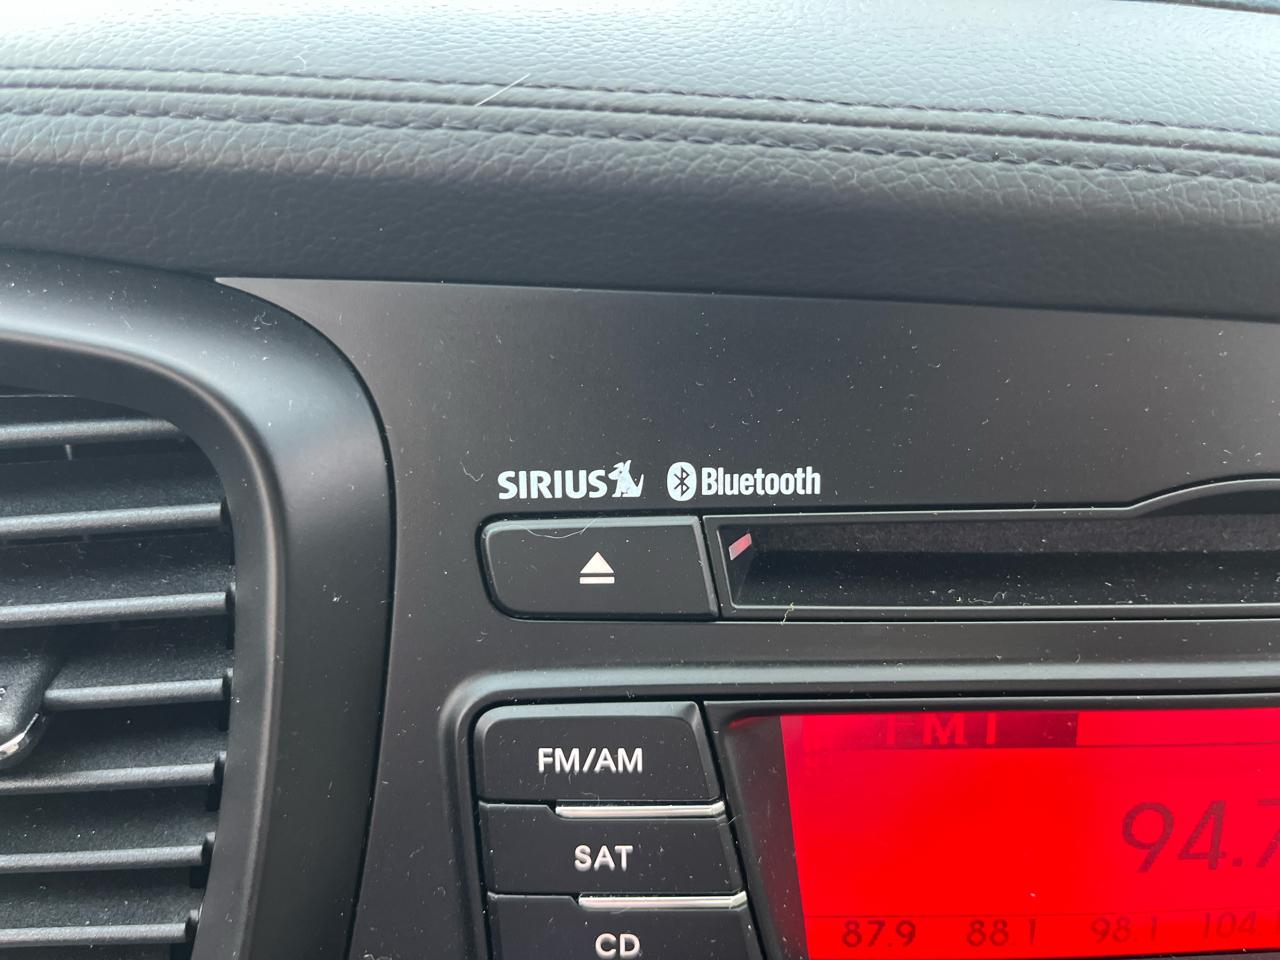 SIRIUS Bluetooth
FM/AM
FM1
SAT
94.7
CD
87.9 88.1 98.1 104